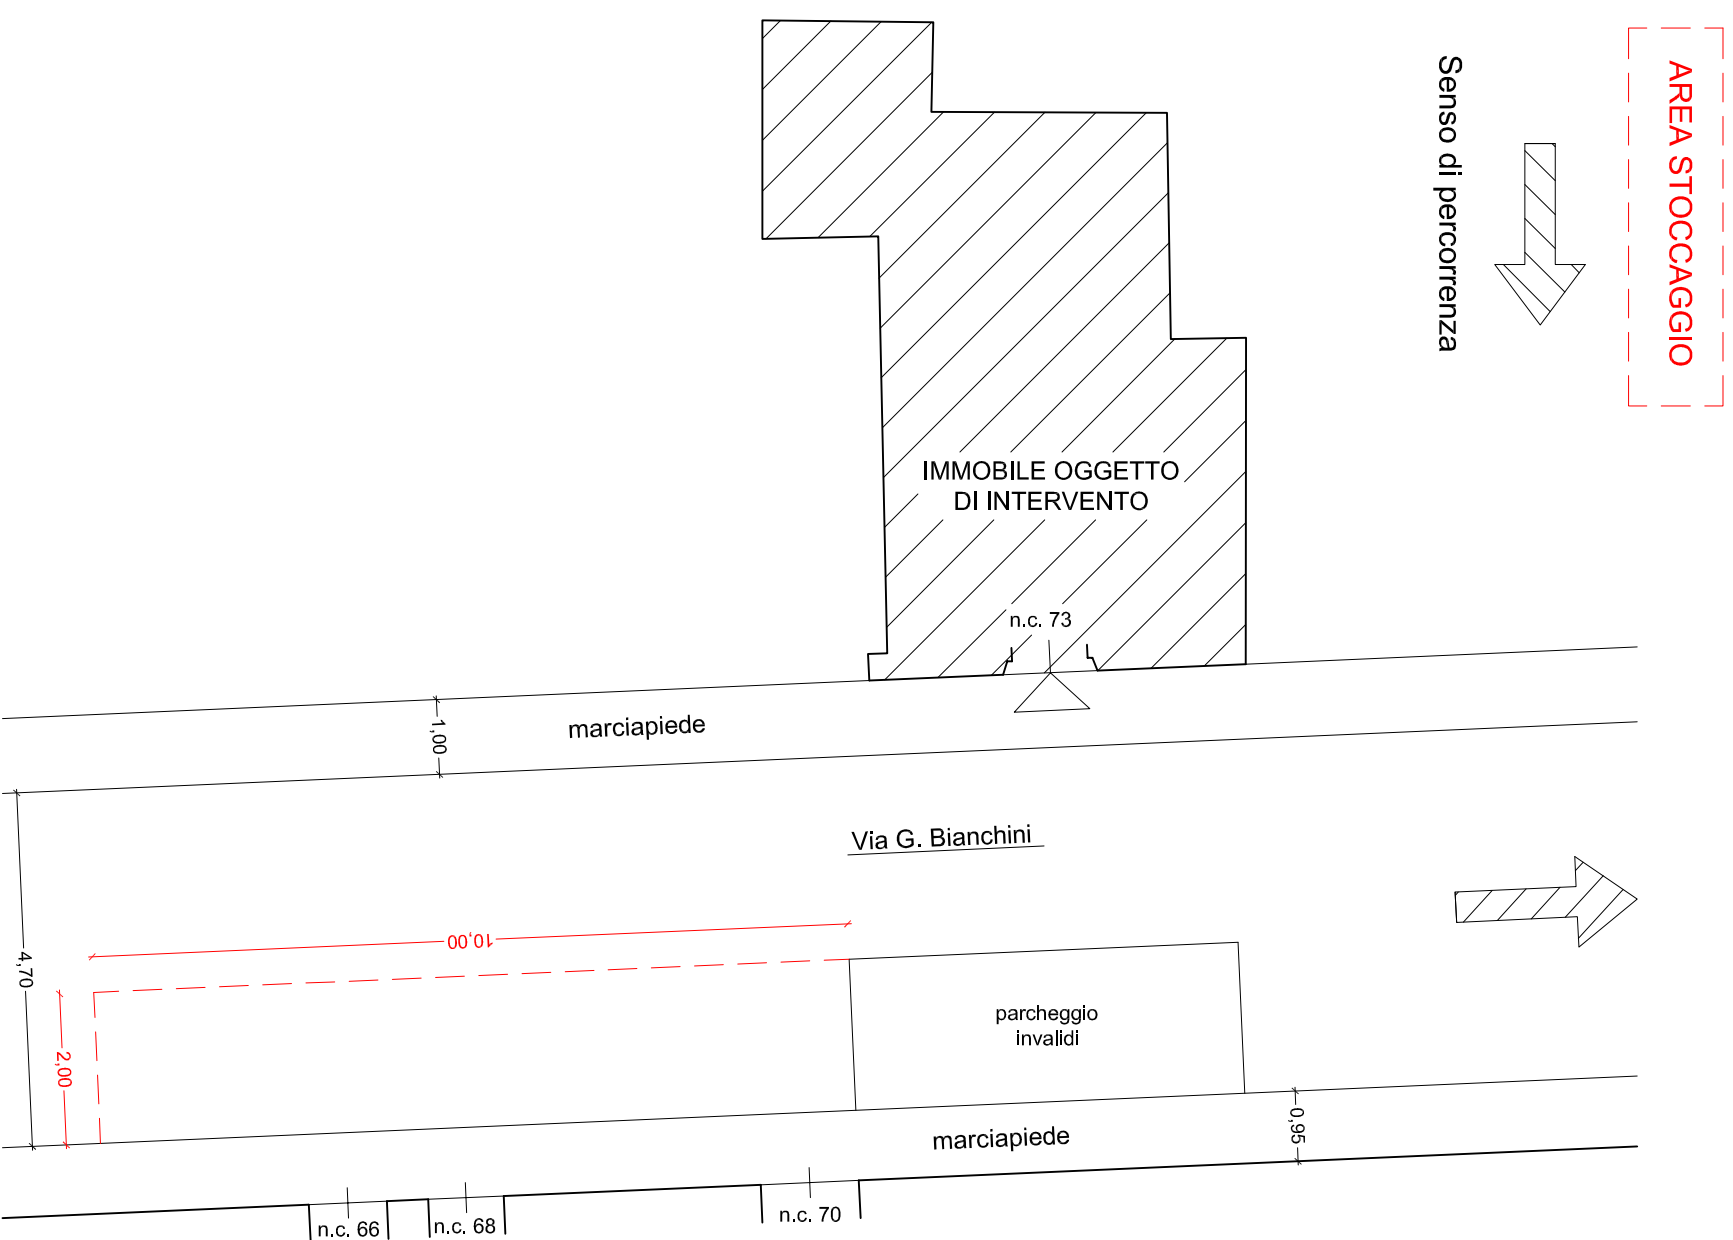 AREA STOCCAGGIO
Senso di percorrenza
IMMOBILE OGGETTO
DI INTERVENTO
n.c. 73
marciapiede
1,00
Via G. Bianchini
10,00
4,70
2,00
parcheggio
invalidi
marciapiede
0,95
n.c. 66
n.c. 68
n.c. 70